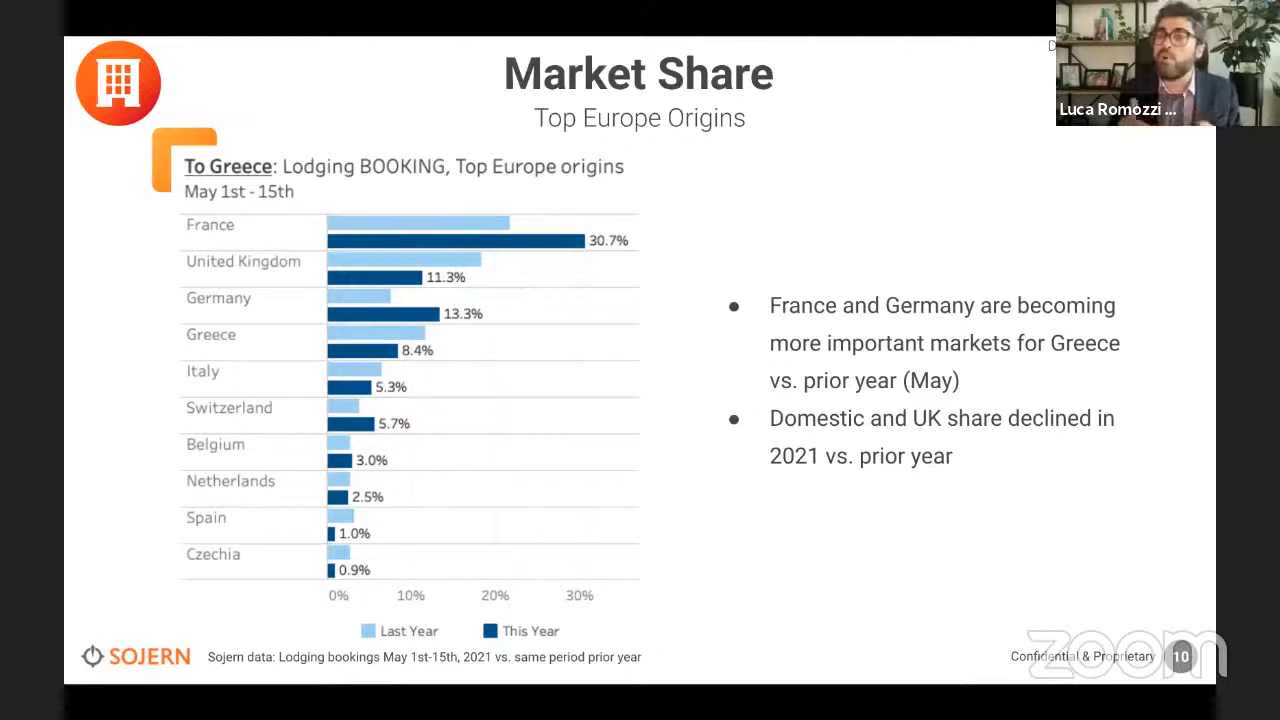 Market Share
Top Europe Origins
D
Luca Romozzi ...
To Greece: Lodging BOOKING, Top Europe origins
May 1st - 15th
France
30.7%
United Kingdom
11.3%
Germany
13.3%
Greece
8.4%
Italy
5.3%
Switzerland
5.7%
Belgium
3.0%
Netherlands
2.5%
Spain
1.0%
Czechia
0.9%
0% 10% 20% 30%
Last Year This Year
● France and Germany are becoming
more important markets for Greece
vs. prior year (May)
● Domestic and UK share declined in
2021 vs. prior year
SOJERN
Sojern data: Lodging bookings May 1st-15th, 2021 vs. same period prior year
Confidential & Proprietary | 10
zoom